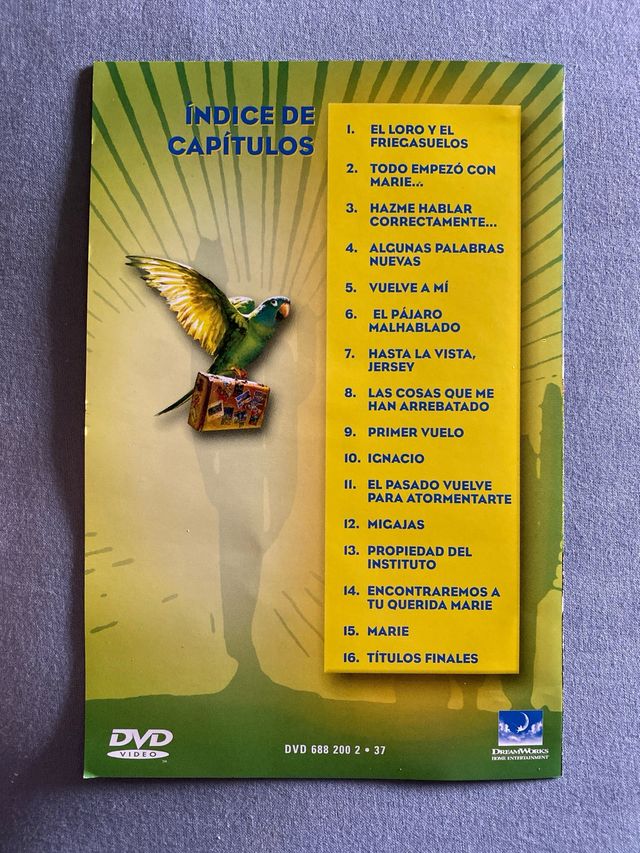 ÍNDICE DE
CAPÍTULOS
1. EL LORO Y EL
FRIEGASUELOS
2. TODO EMPEZÓ CON
MARIE...
3. HAZME HABLAR
CORRECTAMENTE...
4. ALGUNAS PALABRAS
NUEVAS
5. VUELVE A MÍ
6. EL PÁJARO
MALHABLADO
7. HASTA LA VISTA,
JERSEY
8. LAS COSAS QUE ME
HAN ARREBATADO
9. PRIMER VUELO
10. IGNACIO
11. EL PASADO VUELVE
PARA ATORMENTARTE
12. MIGAJAS
13. PROPIEDAD DEL
INSTITUTO
14. ENCONTRAREMOS A
TU QUERIDA MARIE
15. MARIE
16. TÍTULOS FINALES
DVD
VIDEO
DVD 688 200 2 • 37
DREAMWORKS
HOME ENTERTAINMENT